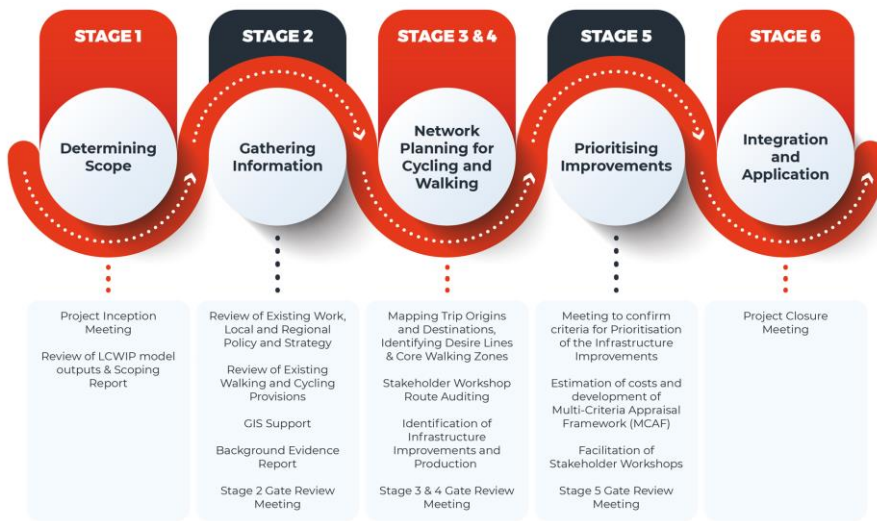 STAGE 1
Determining
Scope
Project Inception
Meeting
Review of LCWIP model
outputs & Scoping
Report
STAGE 2
Gathering
Information
Review of Existing Work,
Local and Regional
Policy and Strategy
Review of Existing
Walking and Cycling
Provisions
GIS Support
Background Evidence
Report
Stage 2 Gate Review
Meeting
STAGE 3 & 4
Network
Planning for
Cycling and
Walking
Mapping Trip Origins
and Destinations,
Identifying Desire Lines
& Core Walking Zones
Stakeholder Workshop
Route Auditing
Identification of
Infrastructure
Improvements and
Production
Stage 3 & 4 Gate Review
Meeting
STAGE 5
Prioritising
Improvements
Meeting to confirm
criteria for Prioritisation
of the Infrastructure
Improvements
Estimation of costs and
development of
Multi-Criteria Appraisal
Framework (MCAF)
Facilitation of
Stakeholder Workshops
Stage 5 Gate Review
Meeting
STAGE 6
Integration
and
Application
Project Closure
Meeting